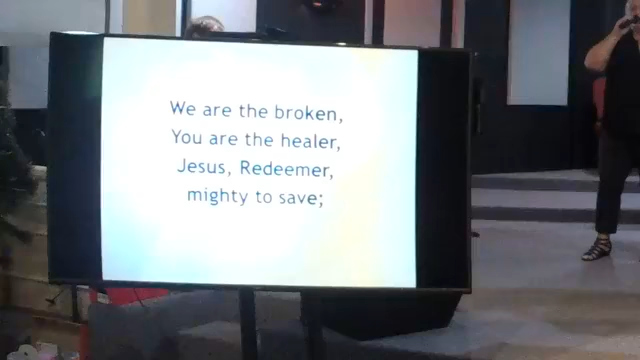 We are the broken,
You are the healer,
Jesus, Redeemer,
mighty to save;